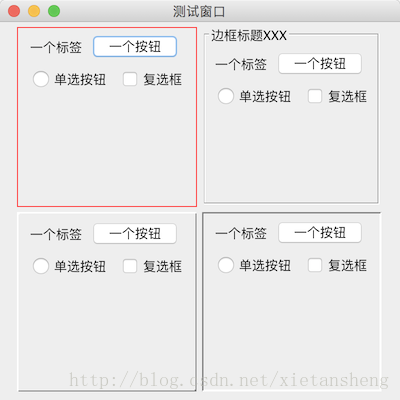 测试窗口
一个标签 一个按钮
单选按钮 复选框
边框标题XXX
一个标签 一个按钮
单选按钮 复选框
一个标签 一个按钮
单选按钮 复选框
一个标签 一个按钮
单选按钮 复选框
http://blog.csdn.net/xietansheng